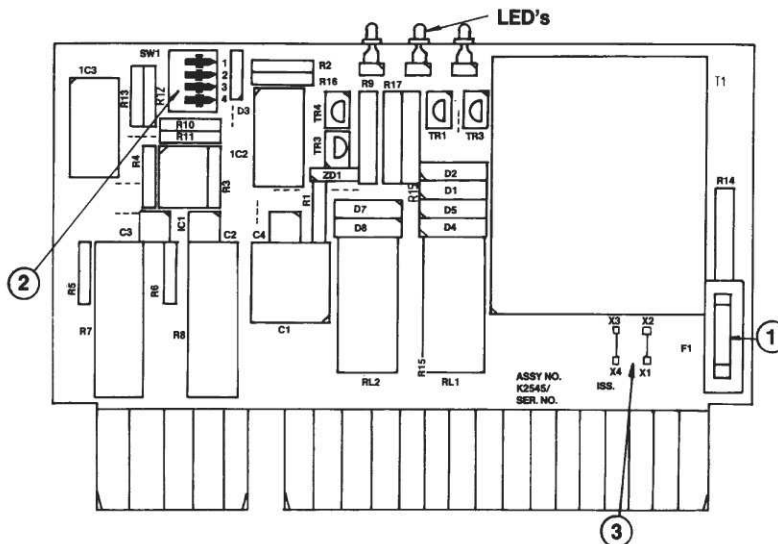 LED's
SW1
1
2
3
4
1C3
R13
R12
D3
R2
R16
R9
R17
T1
TR4
TR3
TR1
TR3
R10
R11
1C2
R4
R3
ZD1
R1
R19
D2
D1
D5
D4
D7
D8
R14
C3
IC1
C2
C4
2
R5
R7
R6
R8
C1
X3
X2
F1
1
X4
X1
RL2
R15
RL1
ASSY NO.
K2545/
SER. NO.
ISS.
3